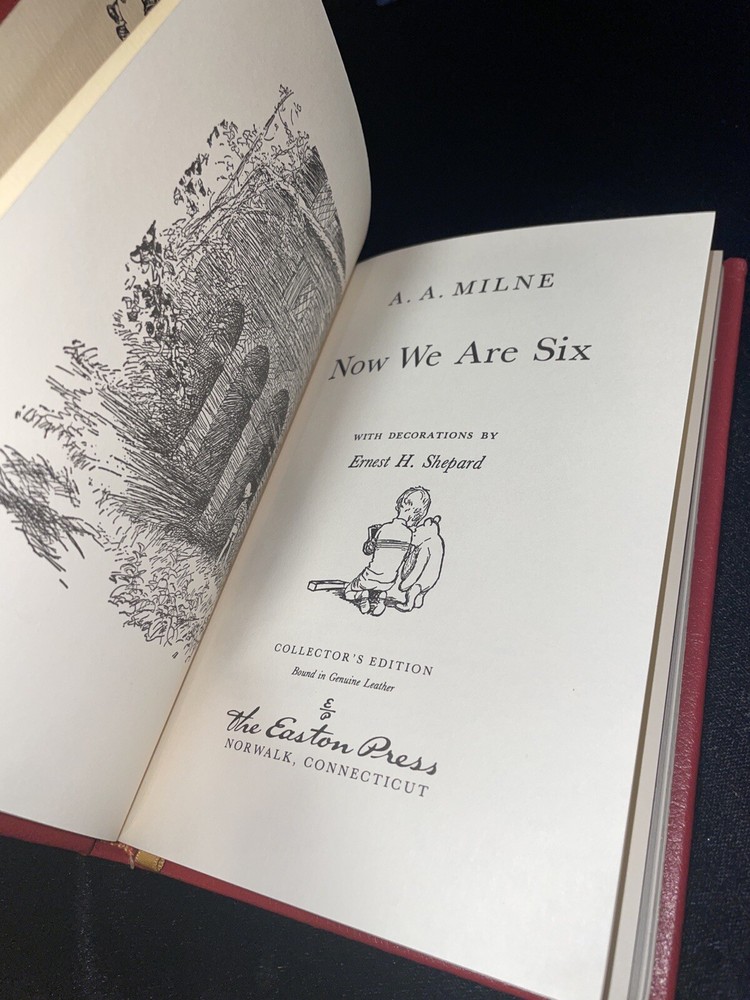 A. A. MILNE
Now We Are Six
WITH DECORATIONS BY
Ernest H. Shepard
COLLECTOR'S EDITION
Bound in Genuine Leather
E
P
The Easton Press
NORWALK, CONNECTICUT